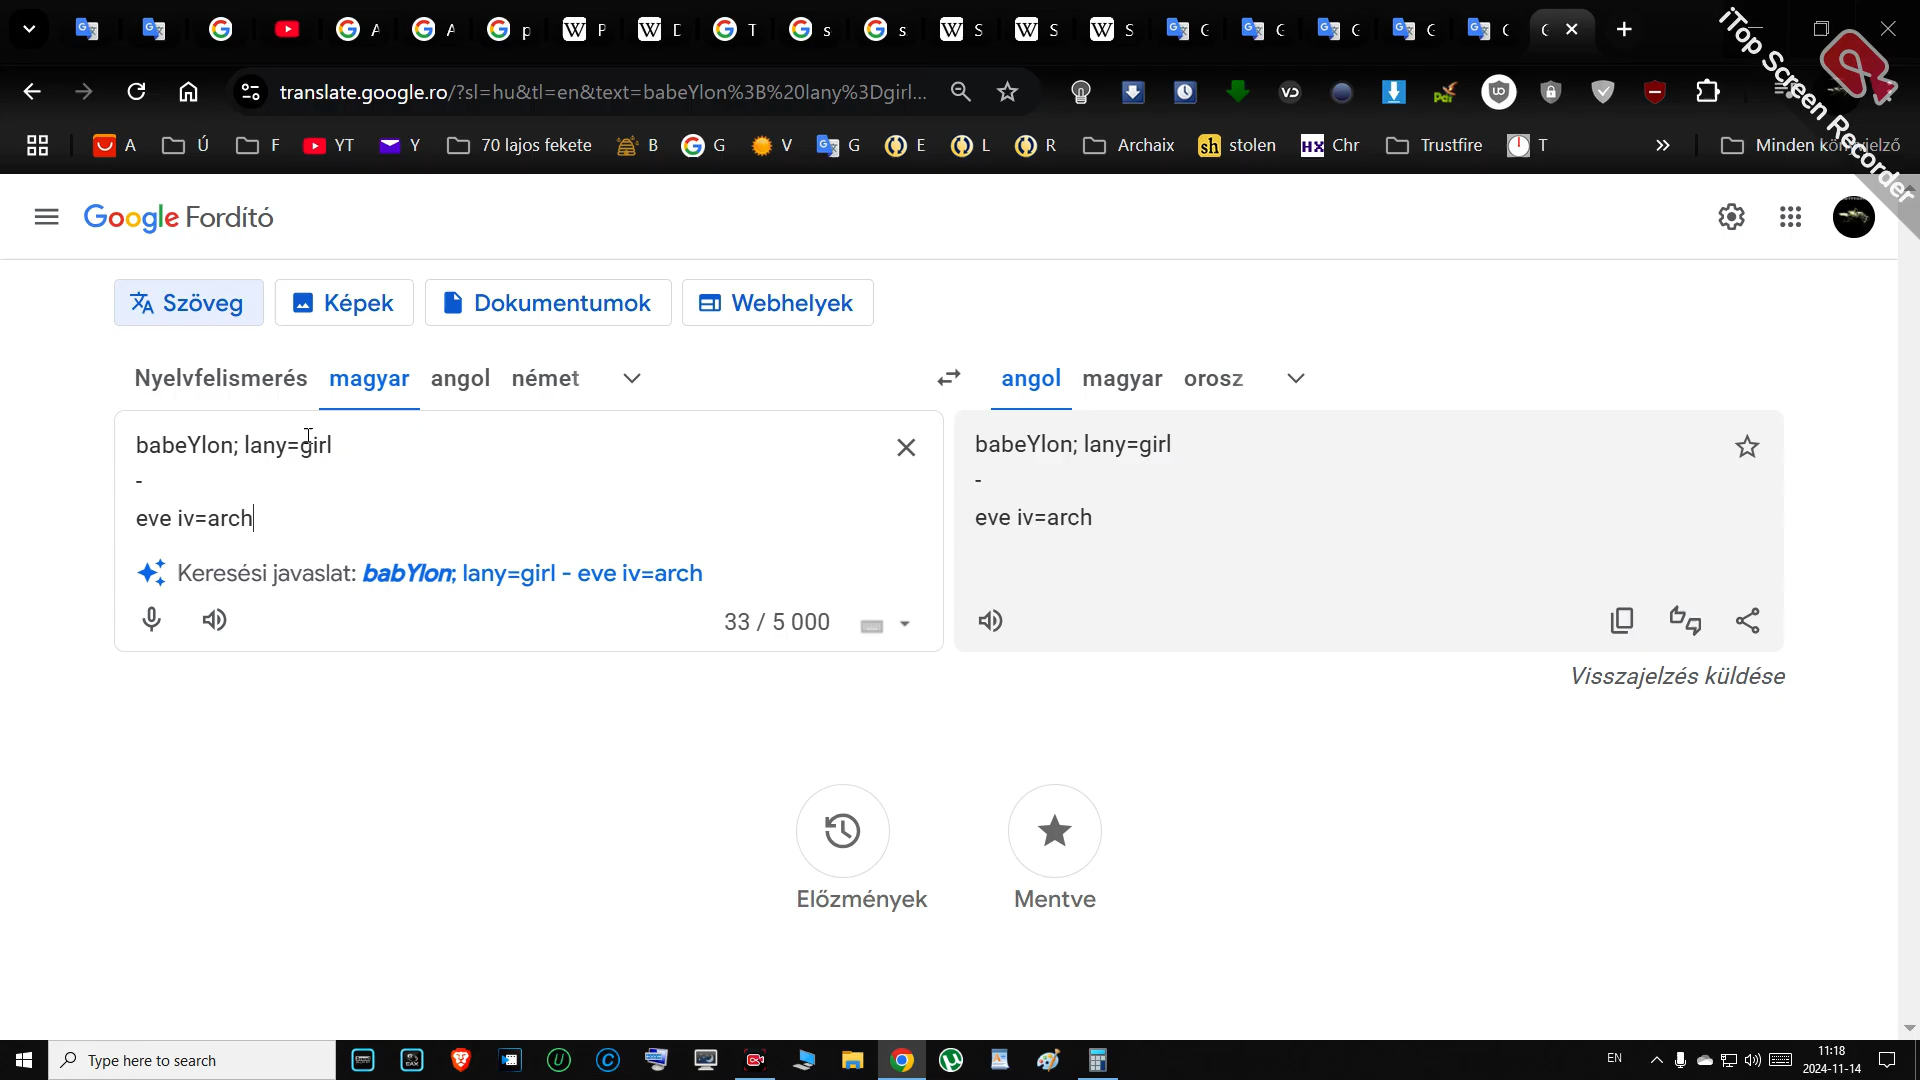 A A P W P W D G T G s G s W S W S W S G G G G G G
translate.google.ro/?sl=hu&tl=en&text=babeYlon%3B%20lany%3Dgirl...
A Ú F YT Y 70 lajos fekete B G V G E L R Archaix sh stolen HX Chr Trustfire T » Minden könyvjelző
iTop Screen Recorder
Google Fordító
Szöveg Képek Dokumentumok Webhelyek
Nyelvfelismerés magyar angol német angol magyar orosz
babeYlon; lany=girl
-
eve iv=arch
Keresési javaslat: babYlon; lany=girl - eve iv=arch
33 / 5 000
babeYlon; lany=girl
-
eve iv=arch
Visszajelzés küldése
Előzmények Mentve
Type here to search
EN
11:18
2024-11-14